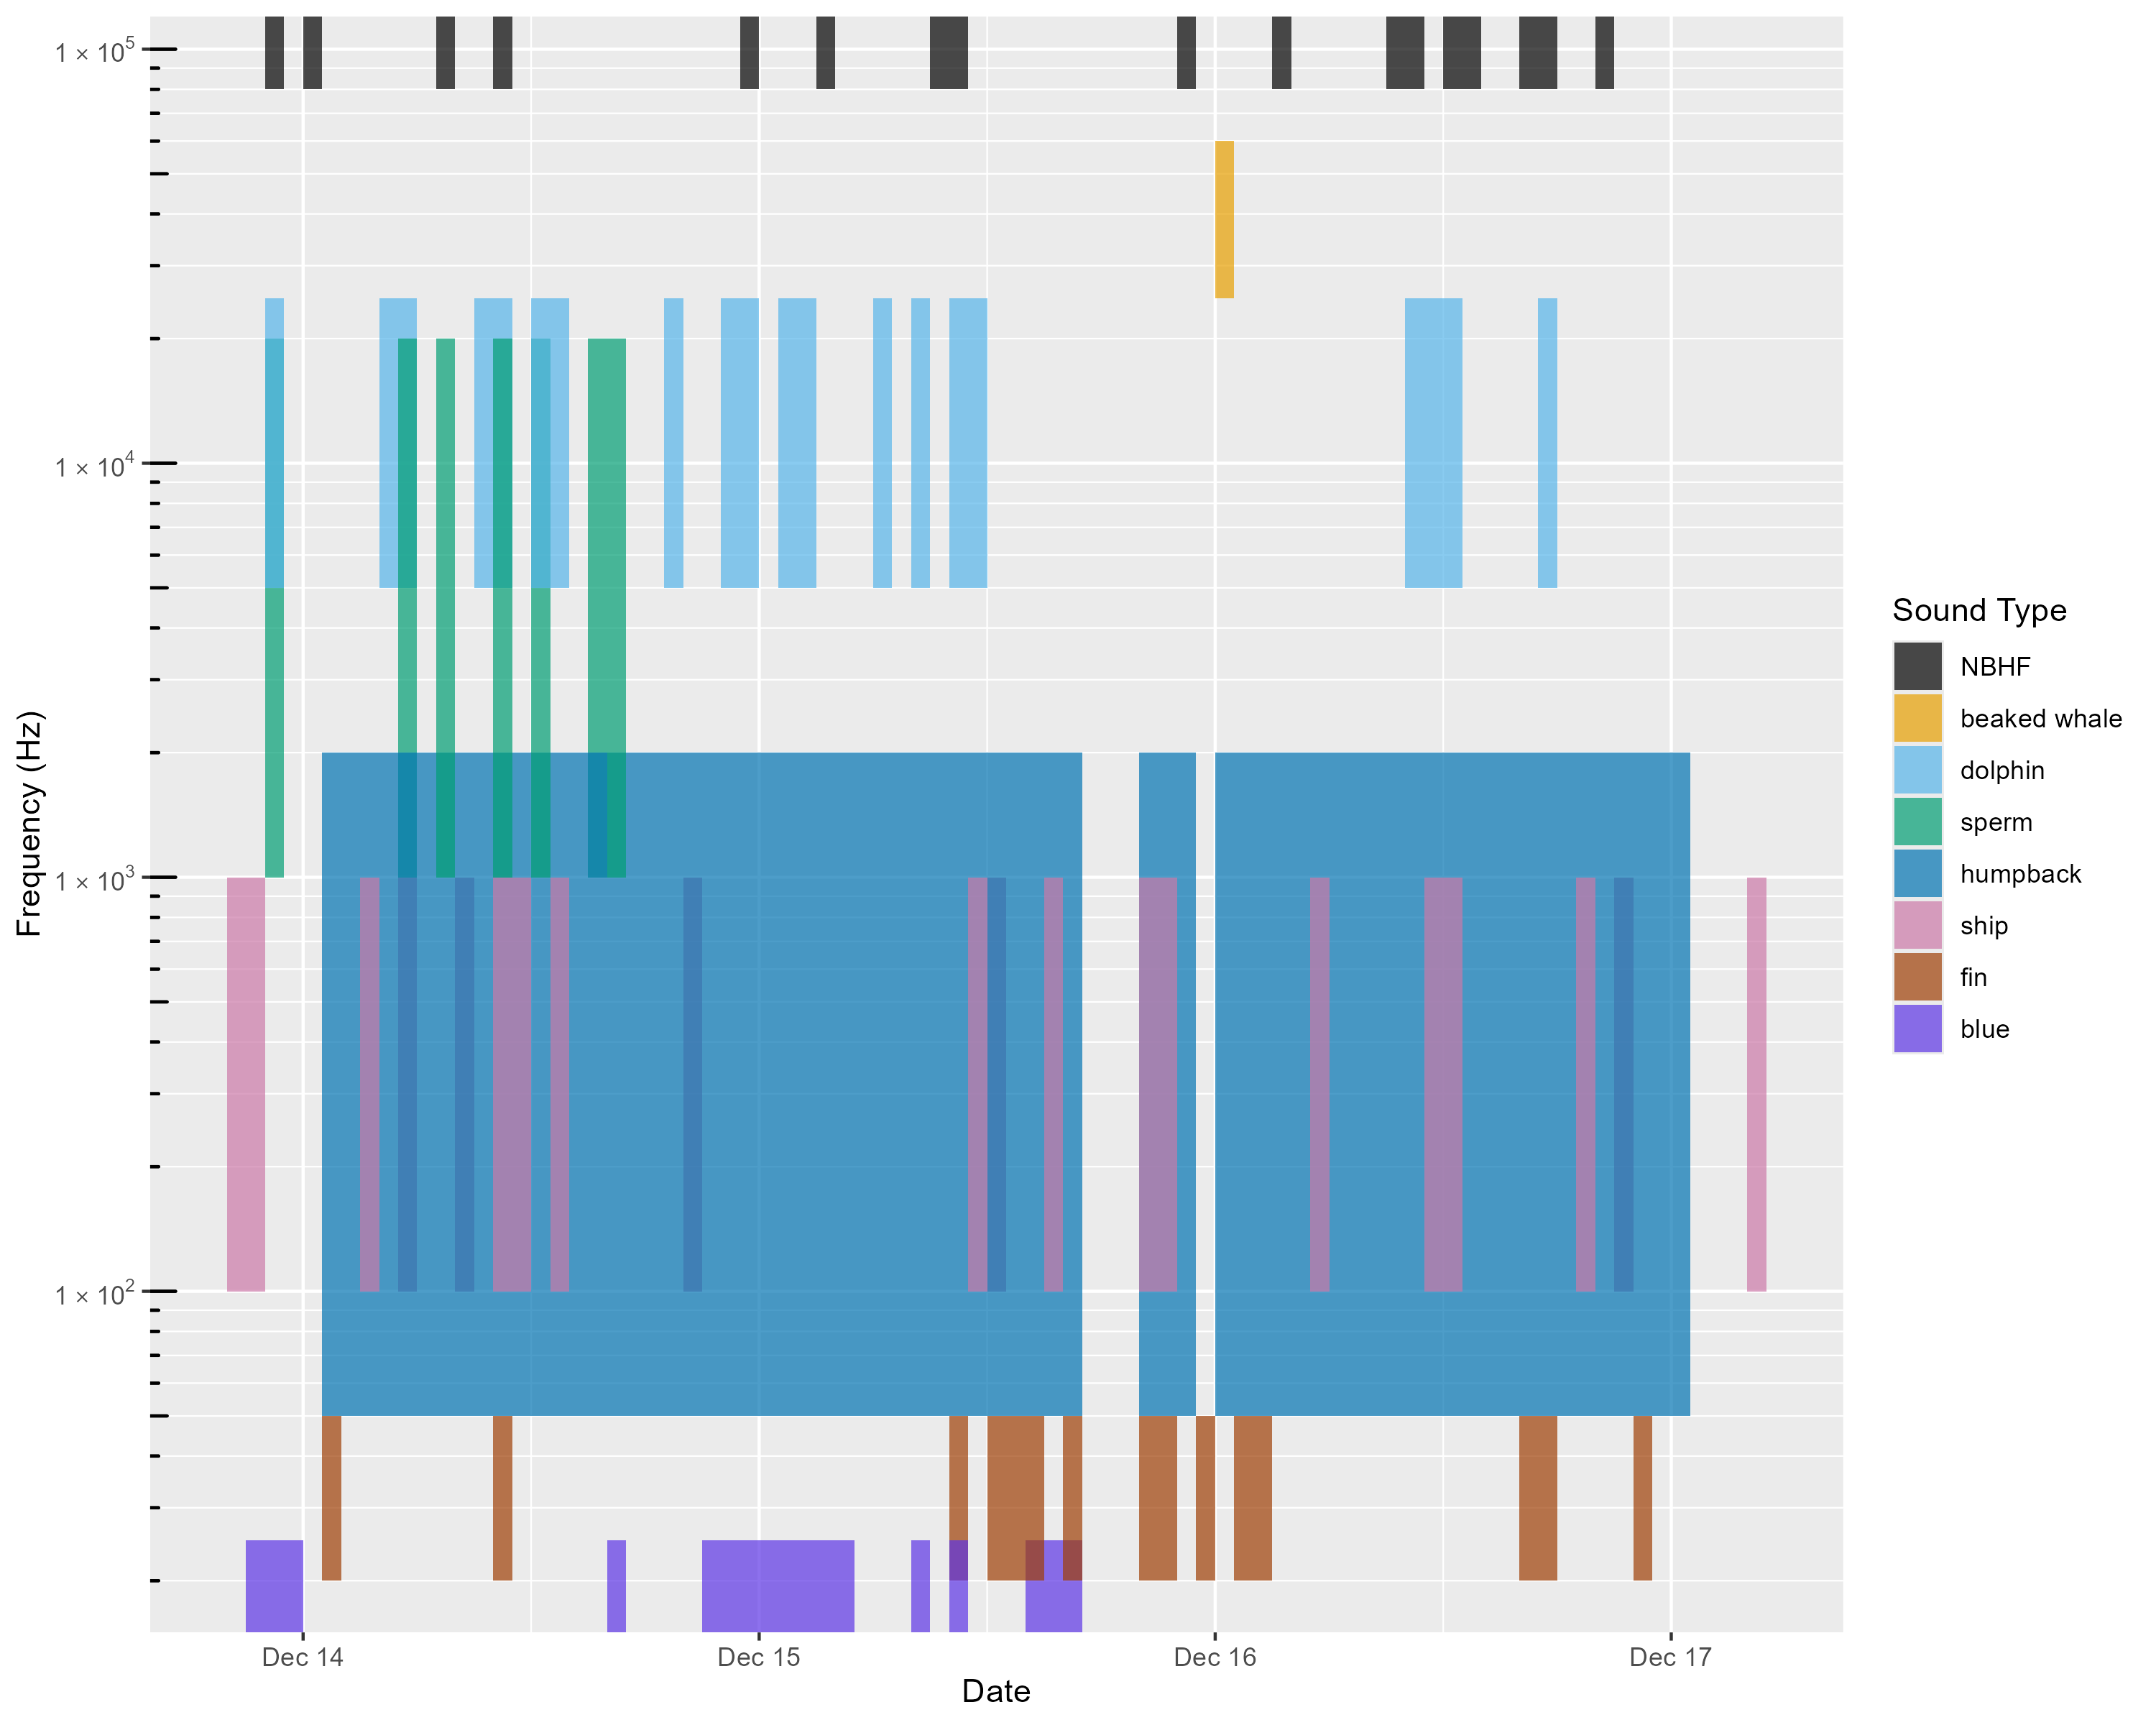 1 × 10⁵
1 × 10⁴
1 × 10³
1 × 10²
Frequency (Hz)
Dec 14
Dec 15
Dec 16
Dec 17
Date
Sound Type
NBHF
beaked whale
dolphin
sperm
humpback
ship
fin
blue